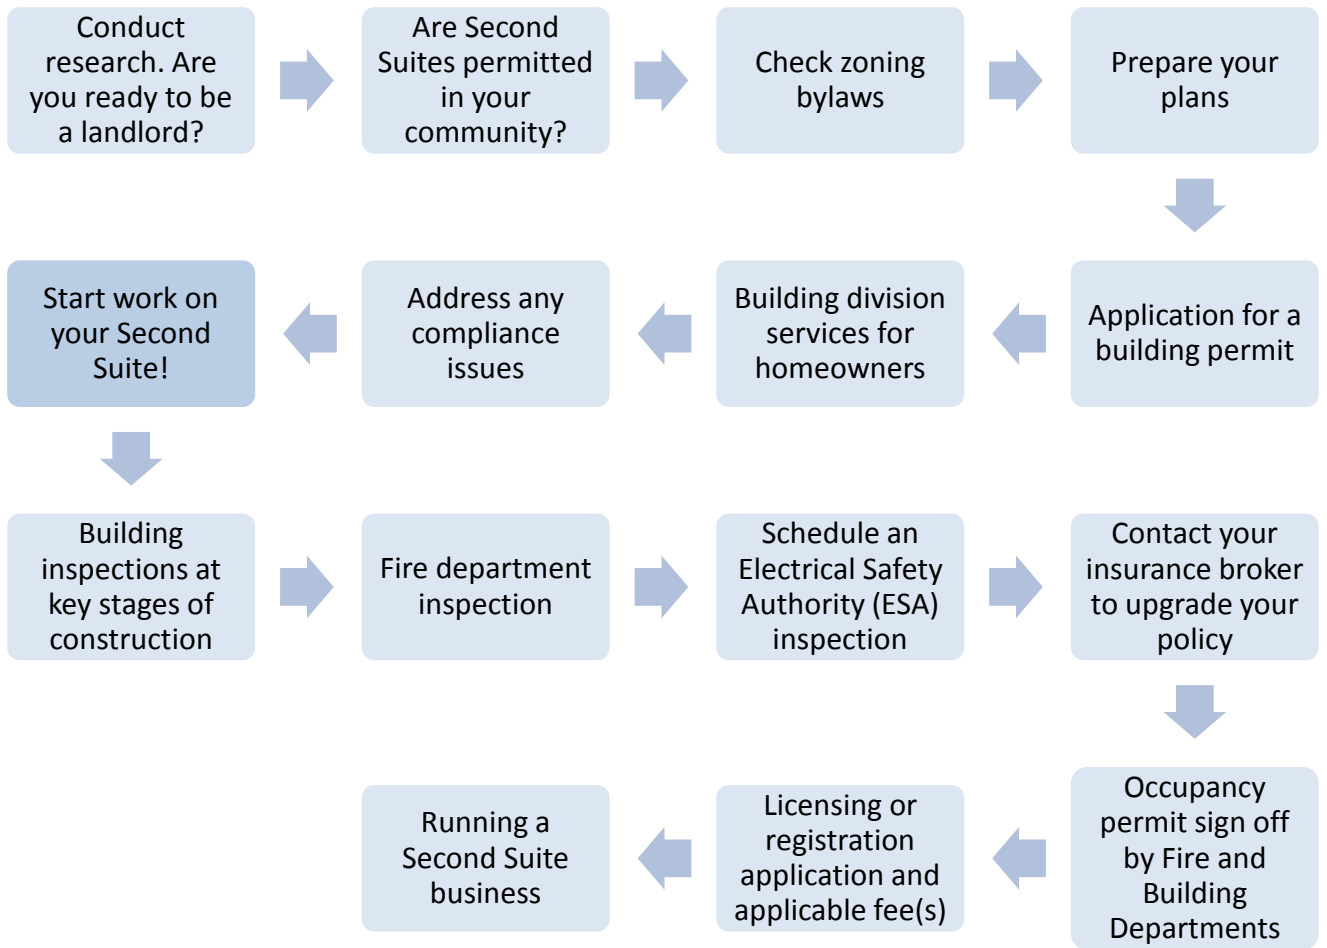 Conduct
research. Are
you ready to be
a landlord?
Are Second
Suites permitted
in your
community?
Check zoning
bylaws
Prepare your
plans
Application for a
building permit
Building division
services for
homeowners
Address any
compliance
issues
Start work on
your Second
Suite!
Building
inspections at
key stages of
construction
Fire department
inspection
Schedule an
Electrical Safety
Authority (ESA)
inspection
Contact your
insurance broker
to upgrade your
policy
Occupancy
permit sign off
by Fire and
Building
Departments
Licensing or
registration
application and
applicable fee(s)
Running a
Second Suite
business